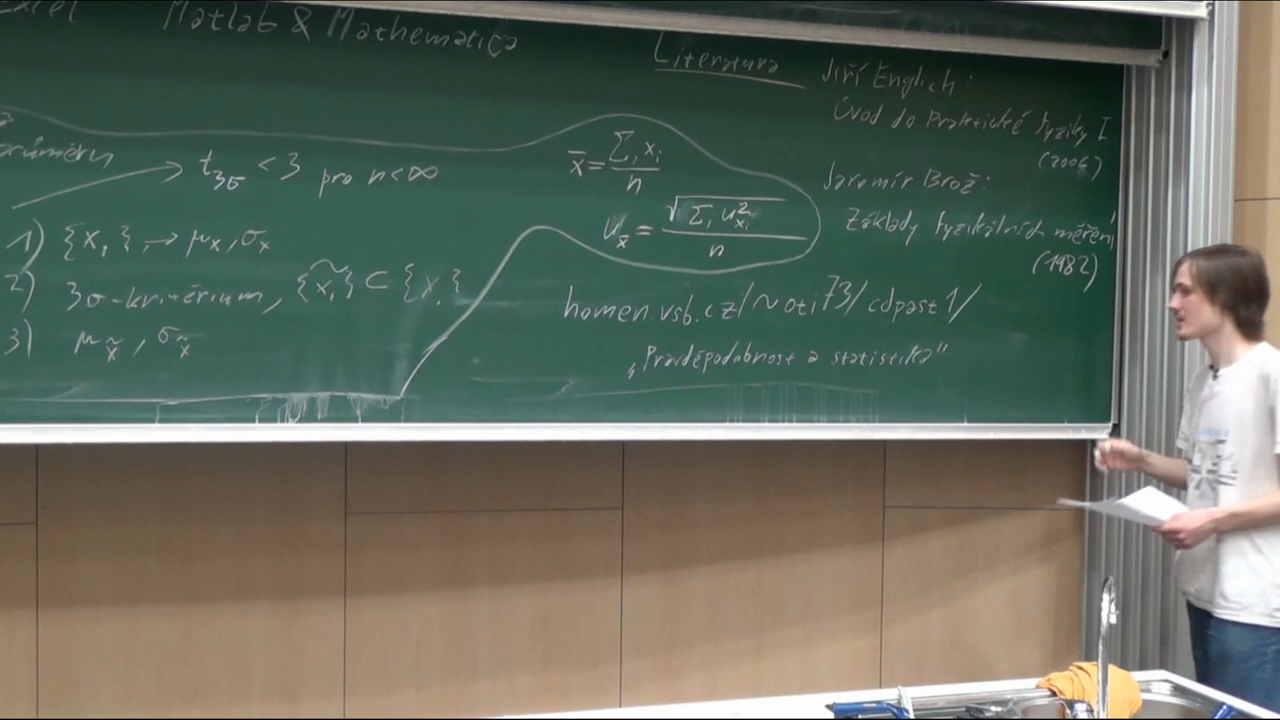 Matlab & Mathematica
průměru
t₃σ < 3 pro n < ∞
1) {xᵢ} → μₓ, σₓ
2) 3σ-kritérium, {x̃ᵢ} ⊂ {xᵢ}
3) μ_x̃, σ_x̃
x̄ = Σᵢ xᵢ / n
u_x̄ = √(Σᵢ u²_xᵢ) / n
Literatura
Jiří Englich:
Úvod do Praktické fyziky I
(2006)
Jaromír Brož:
Základy fyzikálních měření
(1982)
homen.vsb.cz/~oti73/cdpast1/
„Pravděpodobnost a statistika"